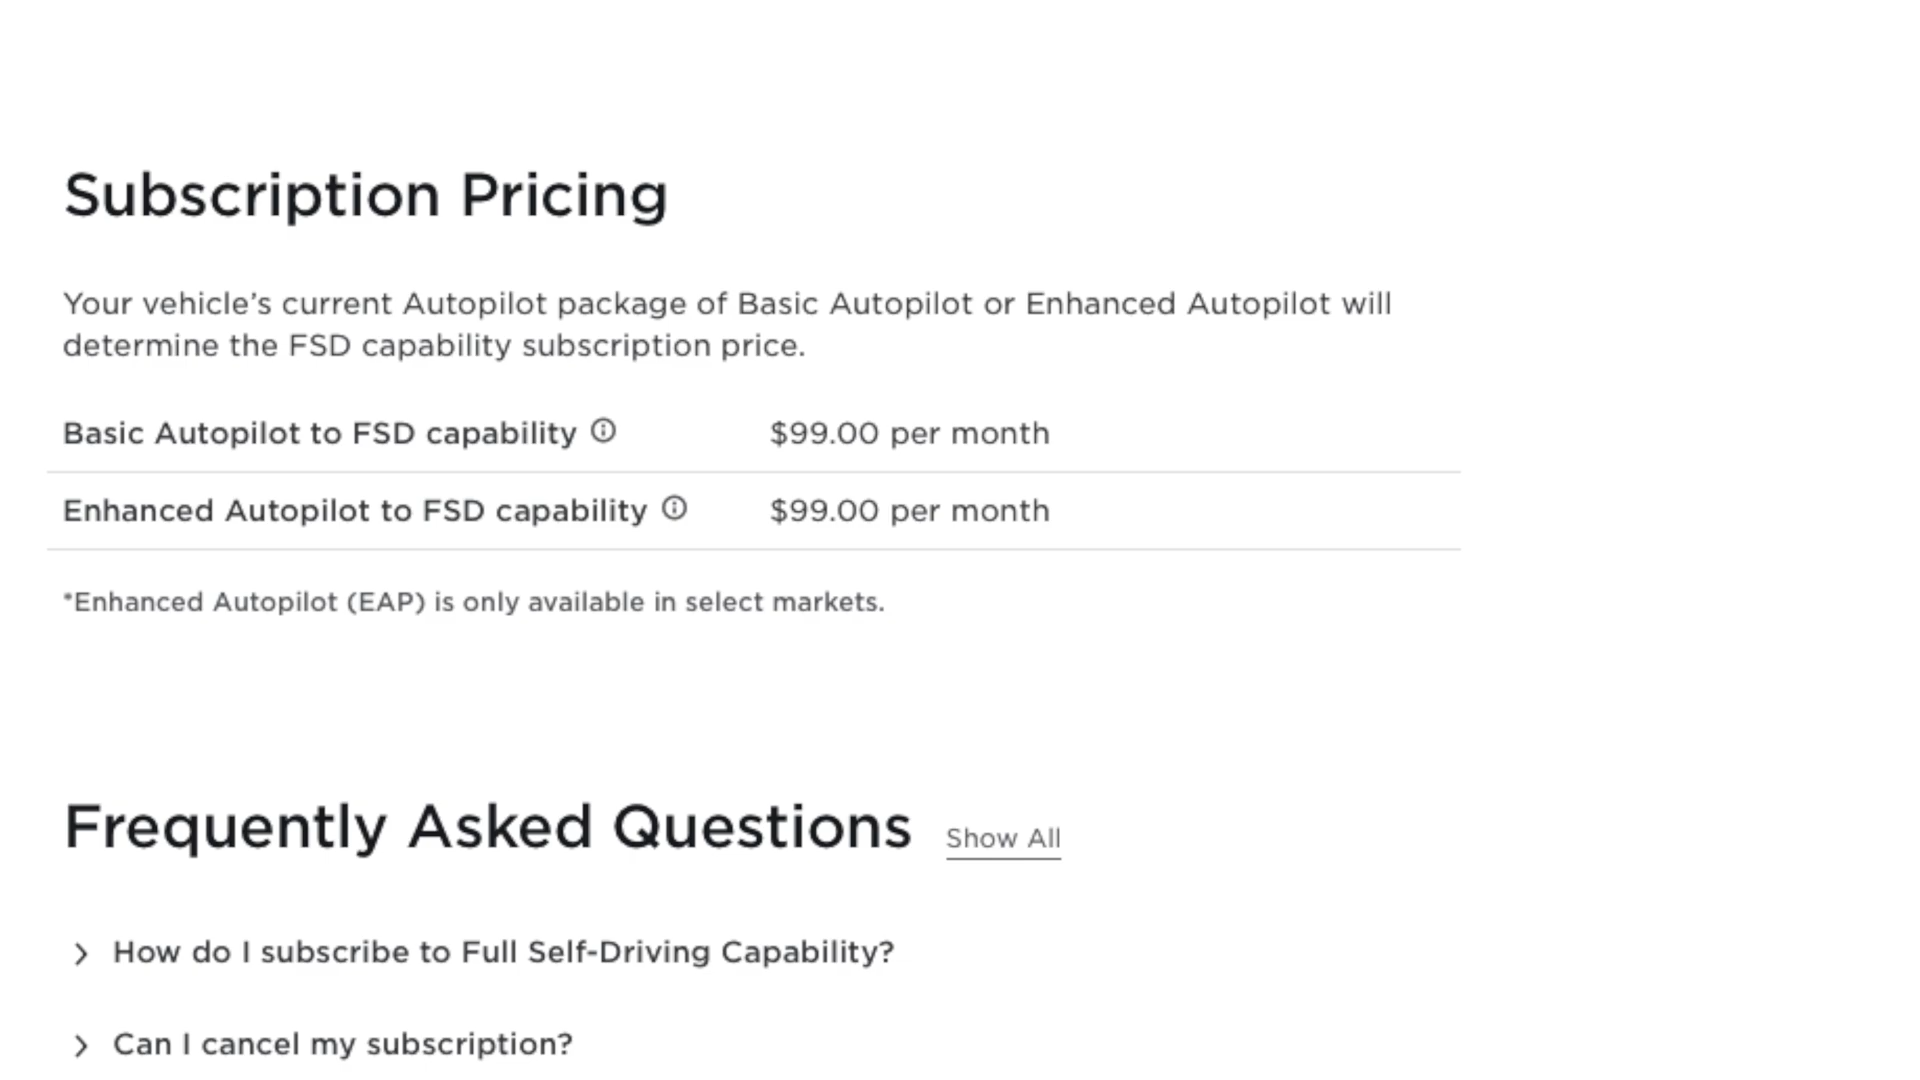 Subscription Pricing
Your vehicle’s current Autopilot package of Basic Autopilot or Enhanced Autopilot will
determine the FSD capability subscription price.
Basic Autopilot to FSD capability $99.00 per month
Enhanced Autopilot to FSD capability $99.00 per month
*Enhanced Autopilot (EAP) is only available in select markets.
Frequently Asked Questions Show All
How do I subscribe to Full Self-Driving Capability?
Can I cancel my subscription?